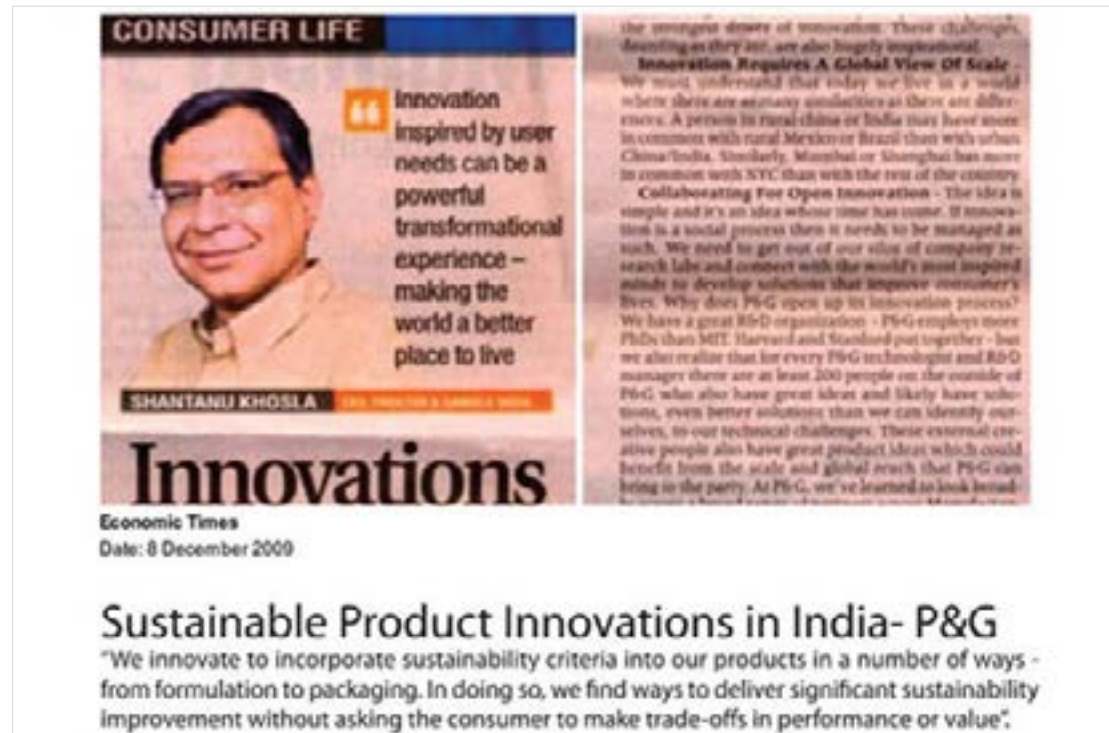 CONSUMER LIFE
Innovation
inspired by user
needs can be a
powerful
transformational
experience –
making the
world a better
place to live
SHANTANU KHOSLA
Innovations
the strongest driver of innovation. These challenges,
daunting as they are, are also hugely inspirational.
Innovation Requires A Global View Of Scale -
We must understand that today we live in a world
where there are as many similarities as there are differ-
ences. A person in rural china or India may have more
in common with rural Mexico or Brazil than with urban
China/India. Similarly, Mumbai or Shanghai has more
in common with NYC than with the rest of the country.
Collaborating For Open Innovation - The idea is
simple and it's an idea whose time has come. If innova-
tion is a social process then it needs to be managed as
such. We need to get out of our silos of company re-
search labs and connect with the world's most inspired
minds to develop solutions that improve consumer's
lives. Why does P&G open up its innovation process?
We have a great R&D organization - P&G employs more
PhDs than MIT, Harvard and Stanford put together - but
we also realize that for every P&G technologist and R&D
manager there are at least 200 people on the outside of
P&G who also have great ideas and likely have solu-
tions, even better solutions than we can identify our-
selves, to our technical challenges. These external cre-
ative people also have great product ideas which could
benefit from the scale and global reach that P&G can
bring to the party. At P&G, we've learned to look broad-
Economic Times
Date: 8 December 2009
Sustainable Product Innovations in India- P&G
"We innovate to incorporate sustainability criteria into our products in a number of ways -
from formulation to packaging. In doing so, we find ways to deliver significant sustainability
improvement without asking the consumer to make trade-offs in performance or value".